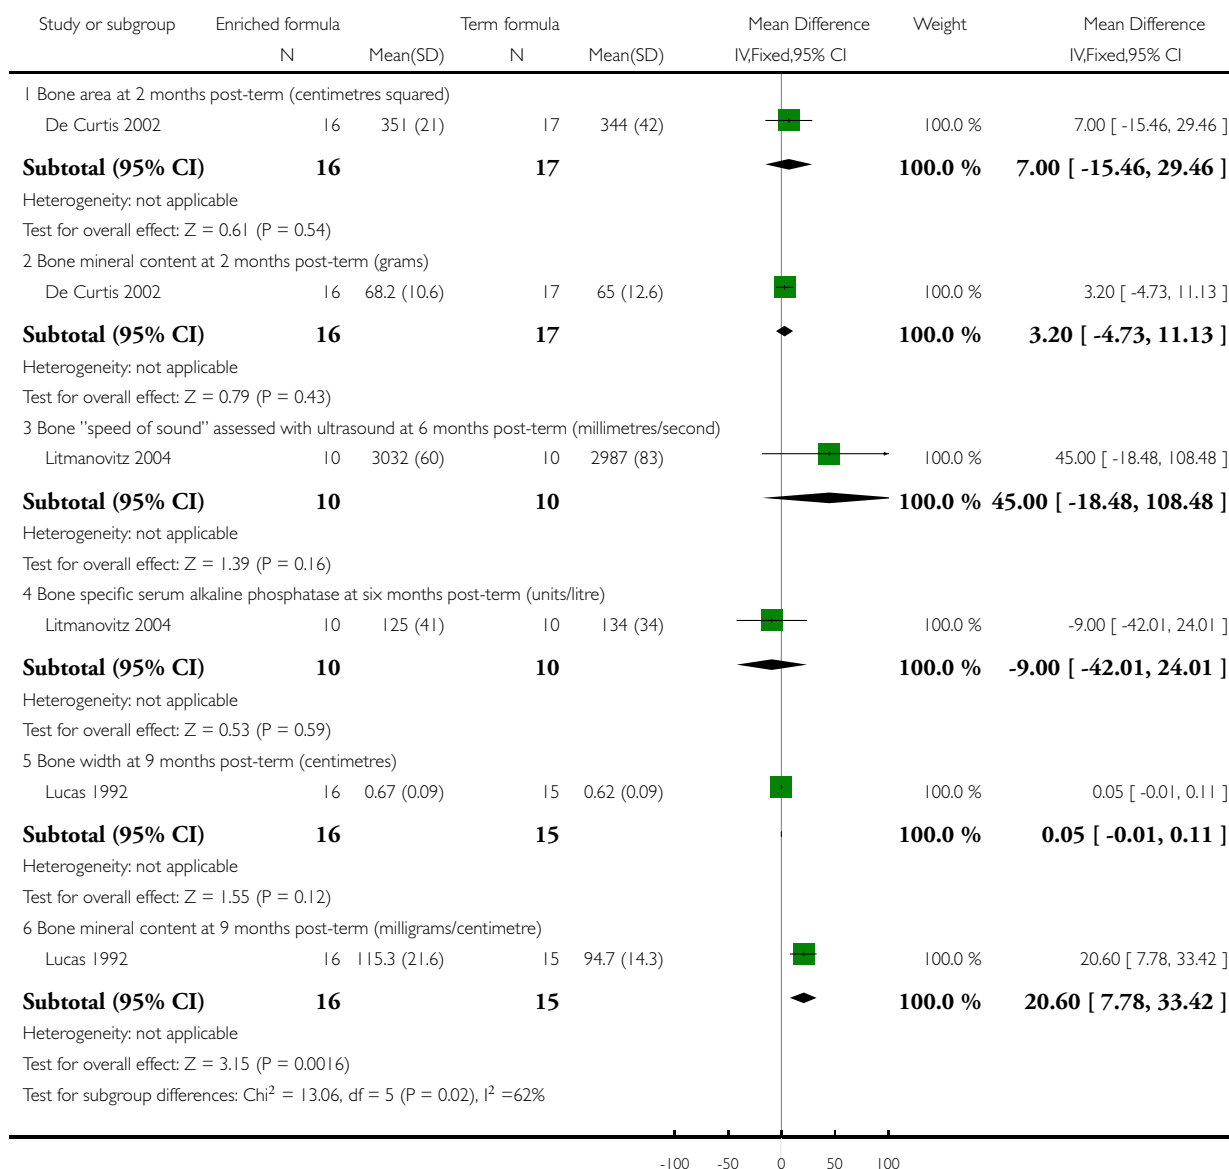 Study or subgroup Enriched formula Term formula Mean Difference Weight Mean Difference
N Mean(SD) N Mean(SD) IV,Fixed,95% CI IV,Fixed,95% CI
1 Bone area at 2 months post-term (centimetres squared)
De Curtis 2002 16 351 (21) 17 344 (42) 100.0 % 7.00 [ -15.46, 29.46 ]
Subtotal (95% CI) 16 17 100.0 % 7.00 [ -15.46, 29.46 ]
Heterogeneity: not applicable
Test for overall effect: Z = 0.61 (P = 0.54)
2 Bone mineral content at 2 months post-term (grams)
De Curtis 2002 16 68.2 (10.6) 17 65 (12.6) 100.0 % 3.20 [ -4.73, 11.13 ]
Subtotal (95% CI) 16 17 100.0 % 3.20 [ -4.73, 11.13 ]
Heterogeneity: not applicable
Test for overall effect: Z = 0.79 (P = 0.43)
3 Bone ”speed of sound” assessed with ultrasound at 6 months post-term (millimetres/second)
Litmanovitz 2004 10 3032 (60) 10 2987 (83) 100.0 % 45.00 [ -18.48, 108.48 ]
Subtotal (95% CI) 10 10 100.0 % 45.00 [ -18.48, 108.48 ]
Heterogeneity: not applicable
Test for overall effect: Z = 1.39 (P = 0.16)
4 Bone specific serum alkaline phosphatase at six months post-term (units/litre)
Litmanovitz 2004 10 125 (41) 10 134 (34) 100.0 % -9.00 [ -42.01, 24.01 ]
Subtotal (95% CI) 10 10 100.0 % -9.00 [ -42.01, 24.01 ]
Heterogeneity: not applicable
Test for overall effect: Z = 0.53 (P = 0.59)
5 Bone width at 9 months post-term (centimetres)
Lucas 1992 16 0.67 (0.09) 15 0.62 (0.09) 100.0 % 0.05 [ -0.01, 0.11 ]
Subtotal (95% CI) 16 15 100.0 % 0.05 [ -0.01, 0.11 ]
Heterogeneity: not applicable
Test for overall effect: Z = 1.55 (P = 0.12)
6 Bone mineral content at 9 months post-term (milligrams/centimetre)
Lucas 1992 16 115.3 (21.6) 15 94.7 (14.3) 100.0 % 20.60 [ 7.78, 33.42 ]
Subtotal (95% CI) 16 15 100.0 % 20.60 [ 7.78, 33.42 ]
Heterogeneity: not applicable
Test for overall effect: Z = 3.15 (P = 0.0016)
Test for subgroup differences: Chi² = 13.06, df = 5 (P = 0.02), I² =62%
-100 -50 0 50 100